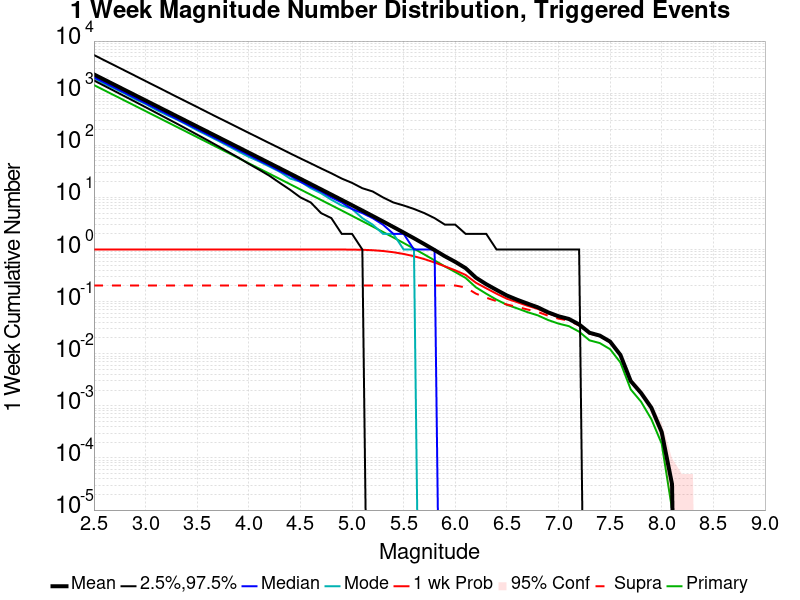 1 Week Magnitude Number Distribution, Triggered Events
10^4
10^3
10^2
10^1
10^0
10^-1
10^-2
10^-3
10^-4
10^-5
1 Week Cumulative Number
2.5 3.0 3.5 4.0 4.5 5.0 5.5 6.0 6.5 7.0 7.5 8.0 8.5 9.0
Magnitude
Mean 2.5%,97.5% Median Mode 1 wk Prob 95% Conf Supra Primary